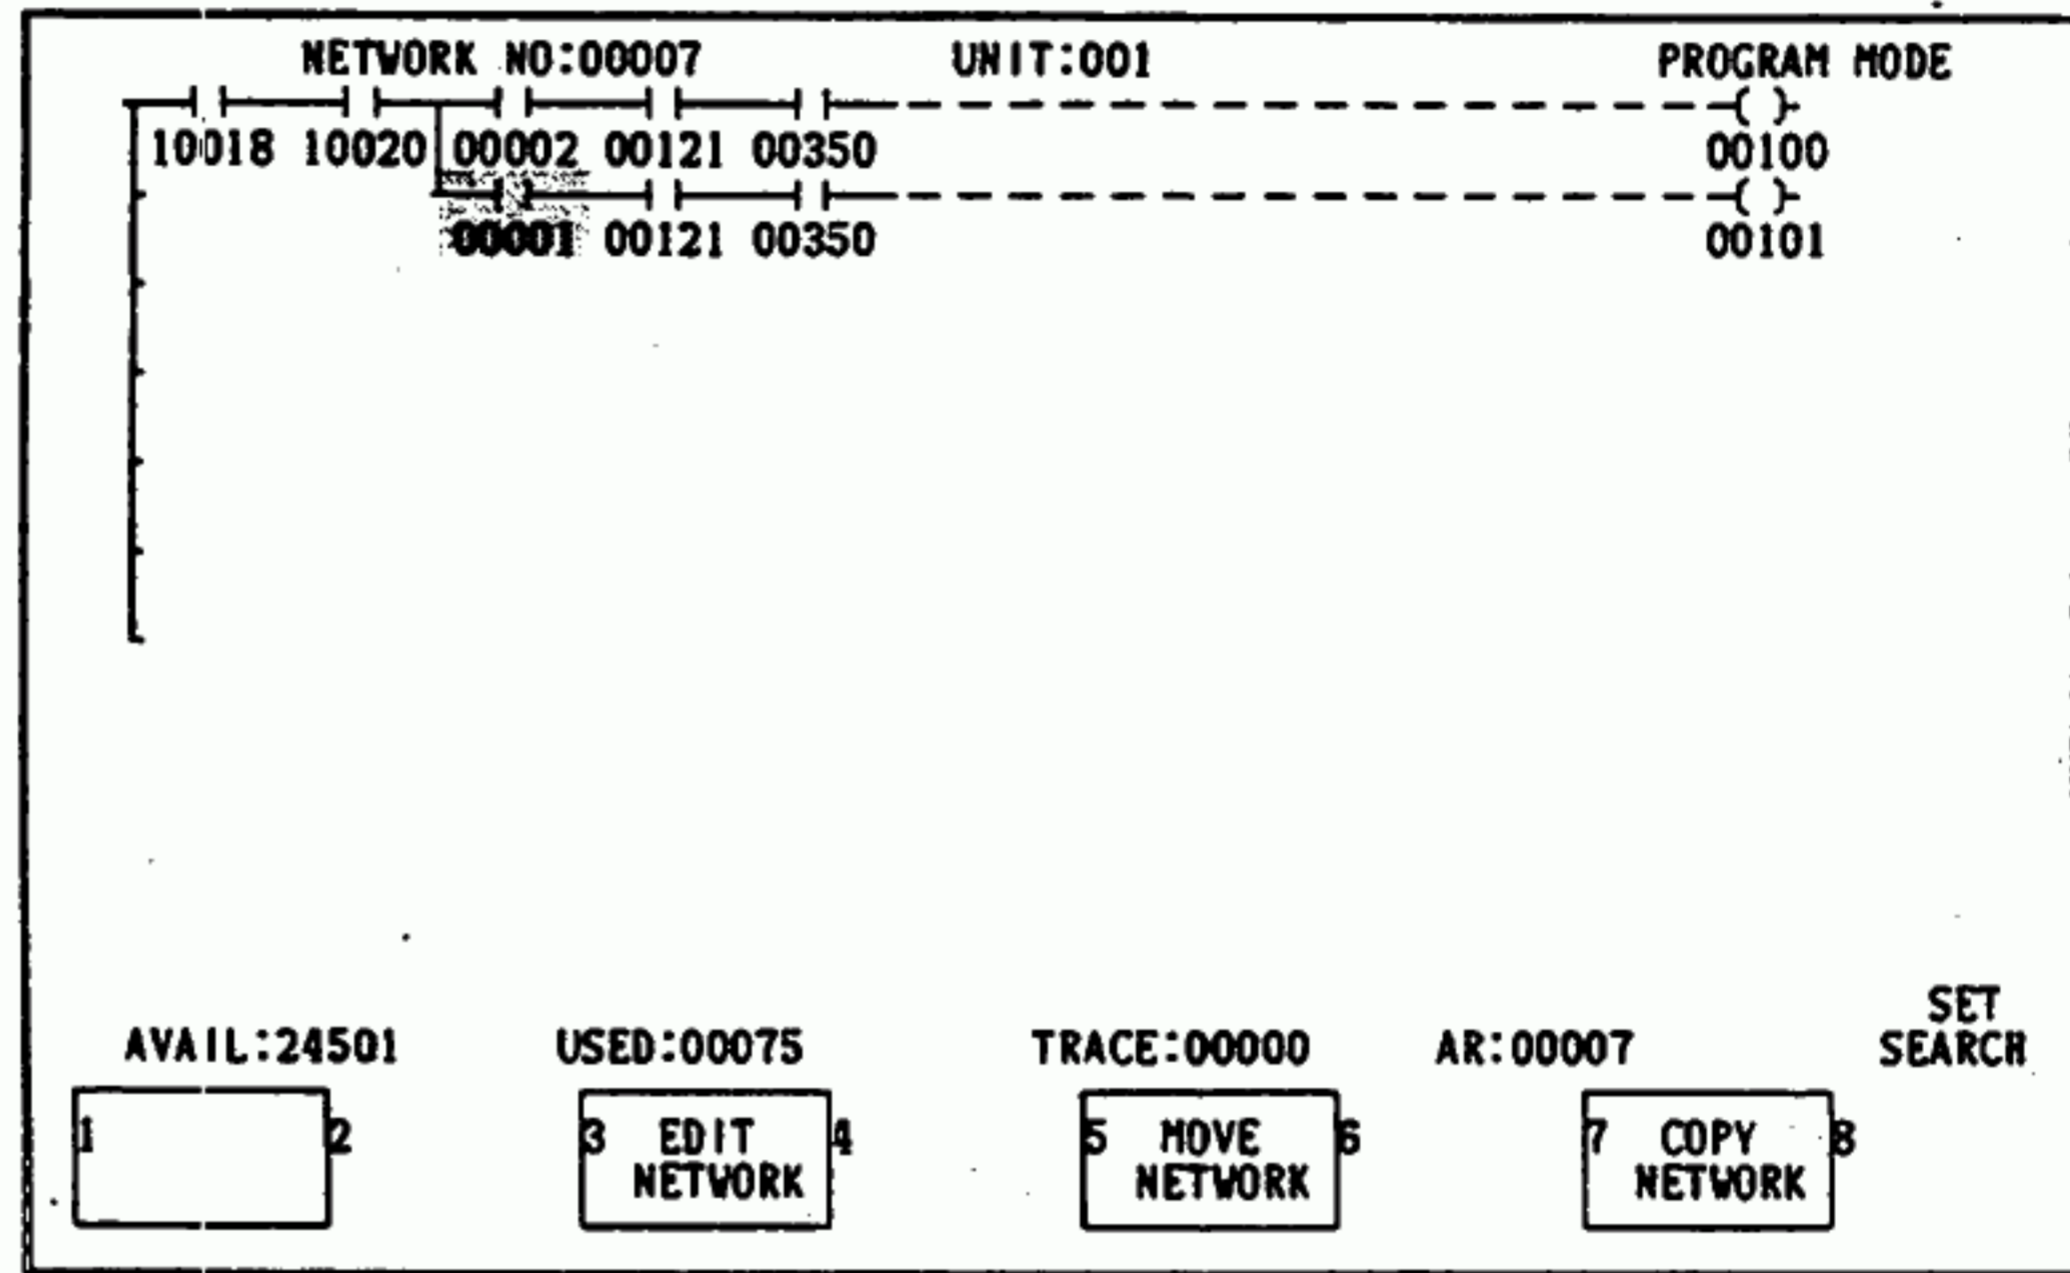 NETWORK NO:00007 UNIT:001 PROGRAM MODE
10018 10020 00002 00121 00350 00100
00001 00121 00350 00101
SET
AVAIL:24501 USED:00075 TRACE:00000 AR:00007 SEARCH
1 2 3 EDIT 4 5 MOVE 6 7 COPY 8
NETWORK NETWORK NETWORK